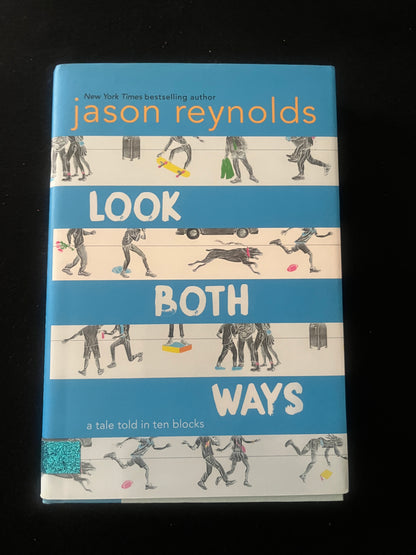 New York Times bestselling author
jason reynolds
LOOK
BOTH
WAYS
a tale told in ten blocks